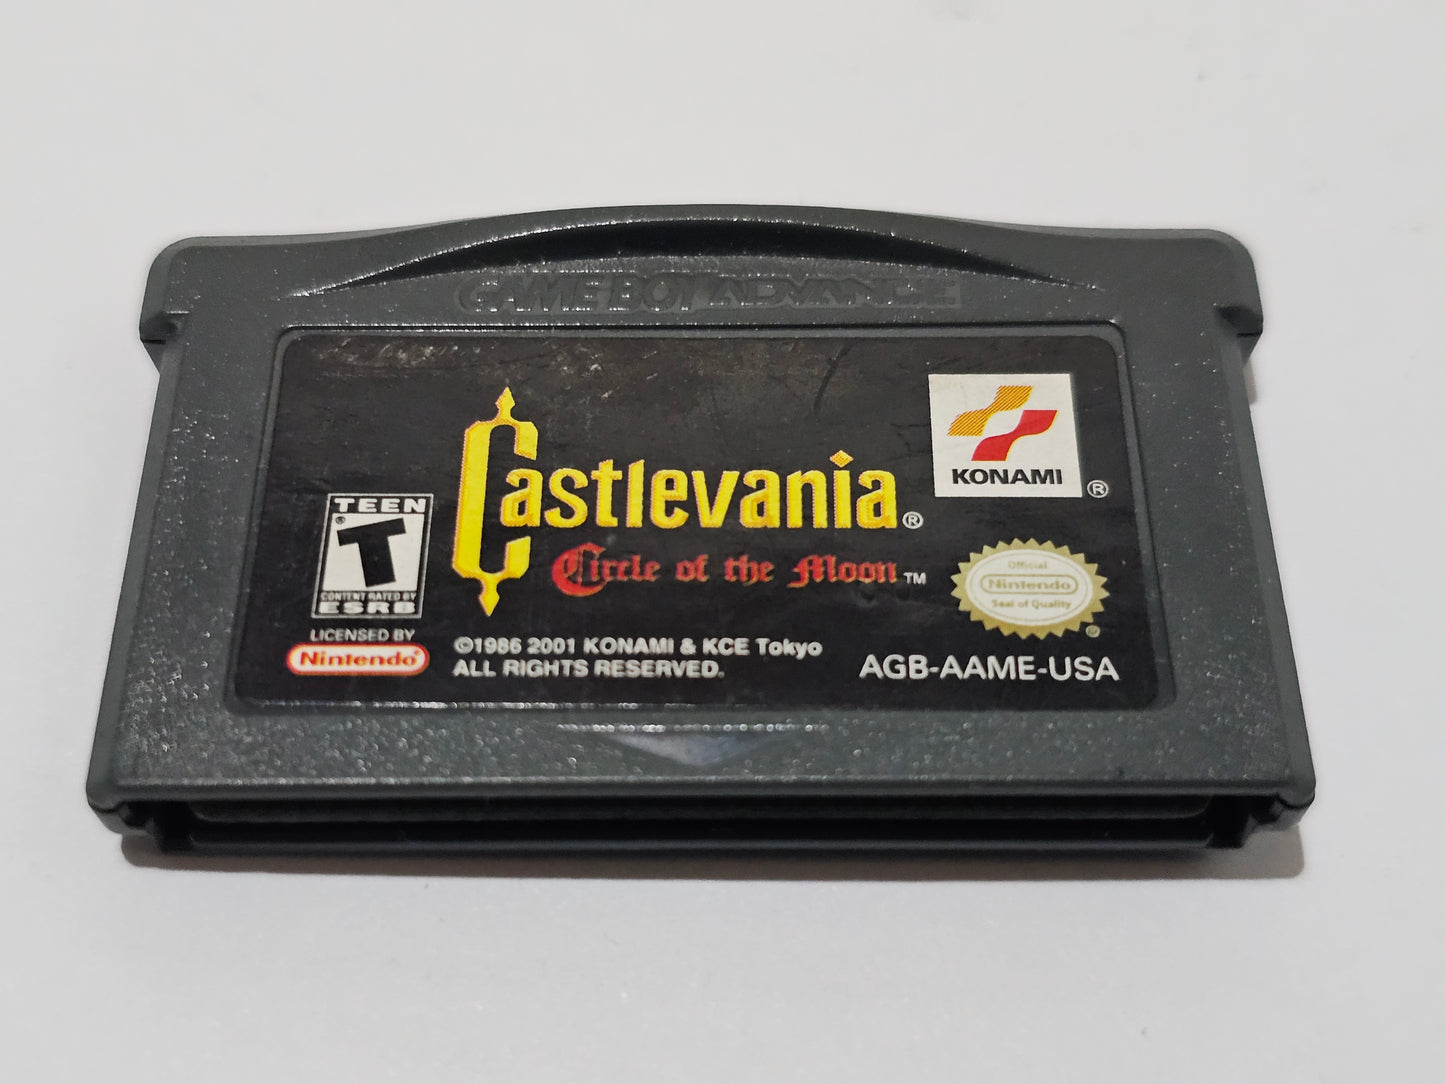 GAME BOY ADVANCE
Castlevania®
Circle of the Moon™
KONAMI®
TEEN
T®
CONTENT RATED BY
ESRB
LICENSED BY
Nintendo®
©1986 2001 KONAMI & KCE Tokyo
ALL RIGHTS RESERVED.
Official
Nintendo
Seal of Quality
®
AGB-AAME-USA